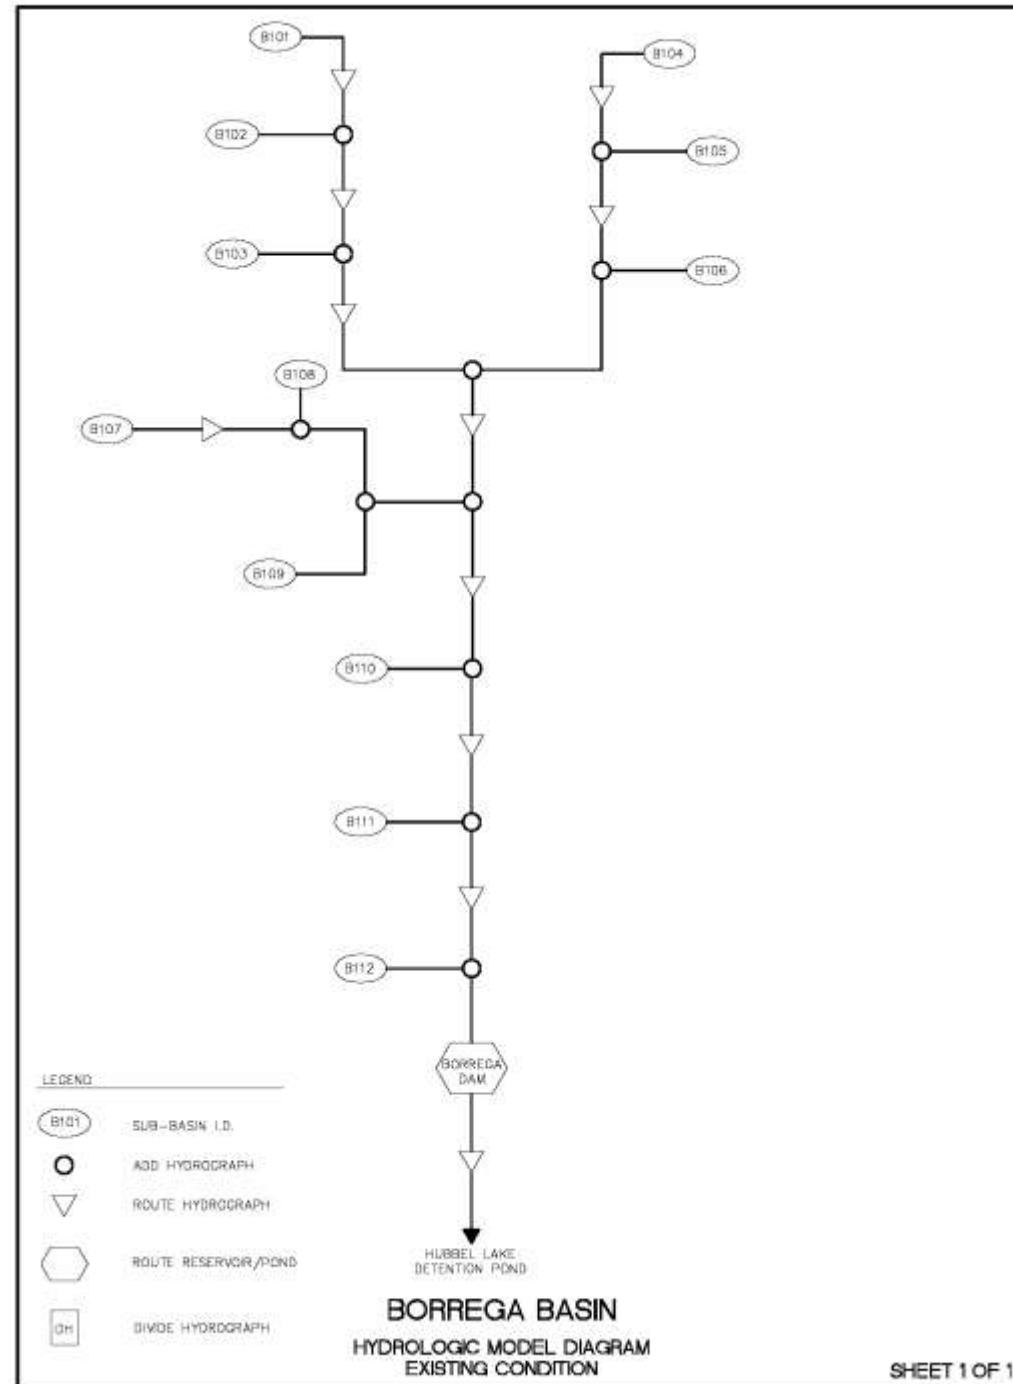 B101
B104
B102
B105
B103
B106
B108
B107
B109
B110
B111
B112
BORREGA
DAM
LEGEND
B101 SUB-BASIN I.D.
ADD HYDROGRAPH
ROUTE HYDROGRAPH
ROUTE RESERVOIR/POND
DH DIVIDE HYDROGRAPH
HUBBEL LAKE
DETENTION POND
BORREGA BASIN
HYDROLOGIC MODEL DIAGRAM
EXISTING CONDITION
SHEET 1 OF 1